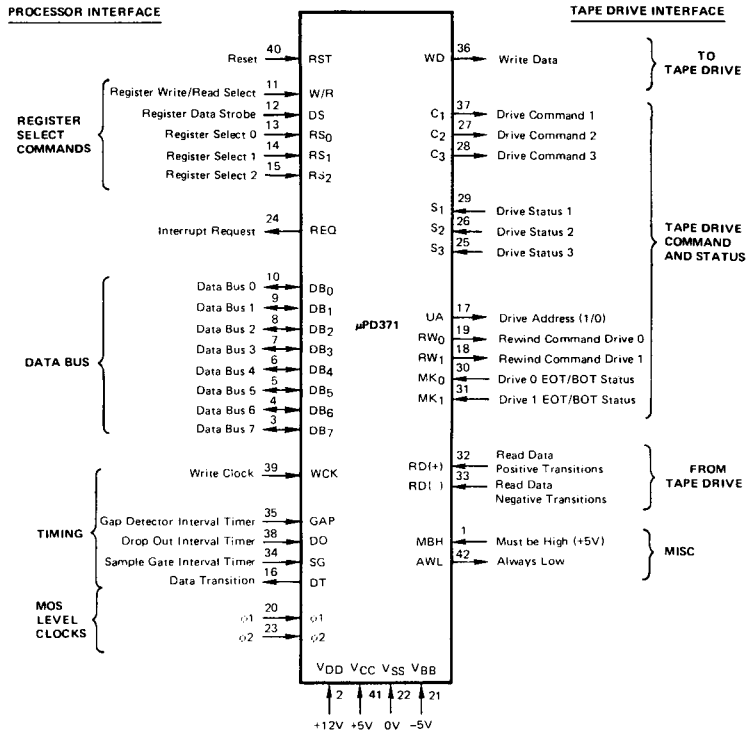 PROCESSOR INTERFACE
TAPE DRIVE INTERFACE
REGISTER
SELECT
COMMANDS
Reset 40 RST
Register Write/Read Select 11 W/R
Register Data Strobe 12 DS
Register Select 0 13 RS0
Register Select 1 14 RS1
Register Select 2 15 RS2
Interrupt Request 24 REQ
DATA BUS
Data Bus 0 10 DB0
Data Bus 1 9 DB1
Data Bus 2 8 DB2
Data Bus 3 7 DB3
Data Bus 4 6 DB4
Data Bus 5 5 DB5
Data Bus 6 4 DB6
Data Bus 7 3 DB7
TIMING
Write Clock 39 WCK
Gap Detector Interval Timer 35 GAP
Drop Out Interval Timer 38 DO
Sample Gate Interval Timer 34 SG
Data Transition 16 DT
MOS
LEVEL
CLOCKS
φ1 20 φ1
φ2 23 φ2
μPD371
WD 36 Write Data
TO
TAPE DRIVE
C1 37 Drive Command 1
C2 27 Drive Command 2
C3 28 Drive Command 3
S1 29 Drive Status 1
S2 26 Drive Status 2
S3 25 Drive Status 3
TAPE DRIVE
COMMAND
AND STATUS
UA 17 Drive Address (1/0)
RW0 19 Rewind Command Drive 0
RW1 18 Rewind Command Drive 1
MK0 30 Drive 0 EOT/BOT Status
MK1 31 Drive 1 EOT/BOT Status
RD(+) 32 Read Data
Positive Transitions
RD( ) 33 Read Data
Negative Transitions
FROM
TAPE DRIVE
MBH 1 Must be High (+5V)
AWL 42 Always Low
MISC
VDD VCC VSS VBB
2 41 22 21
+12V +5V 0V -5V